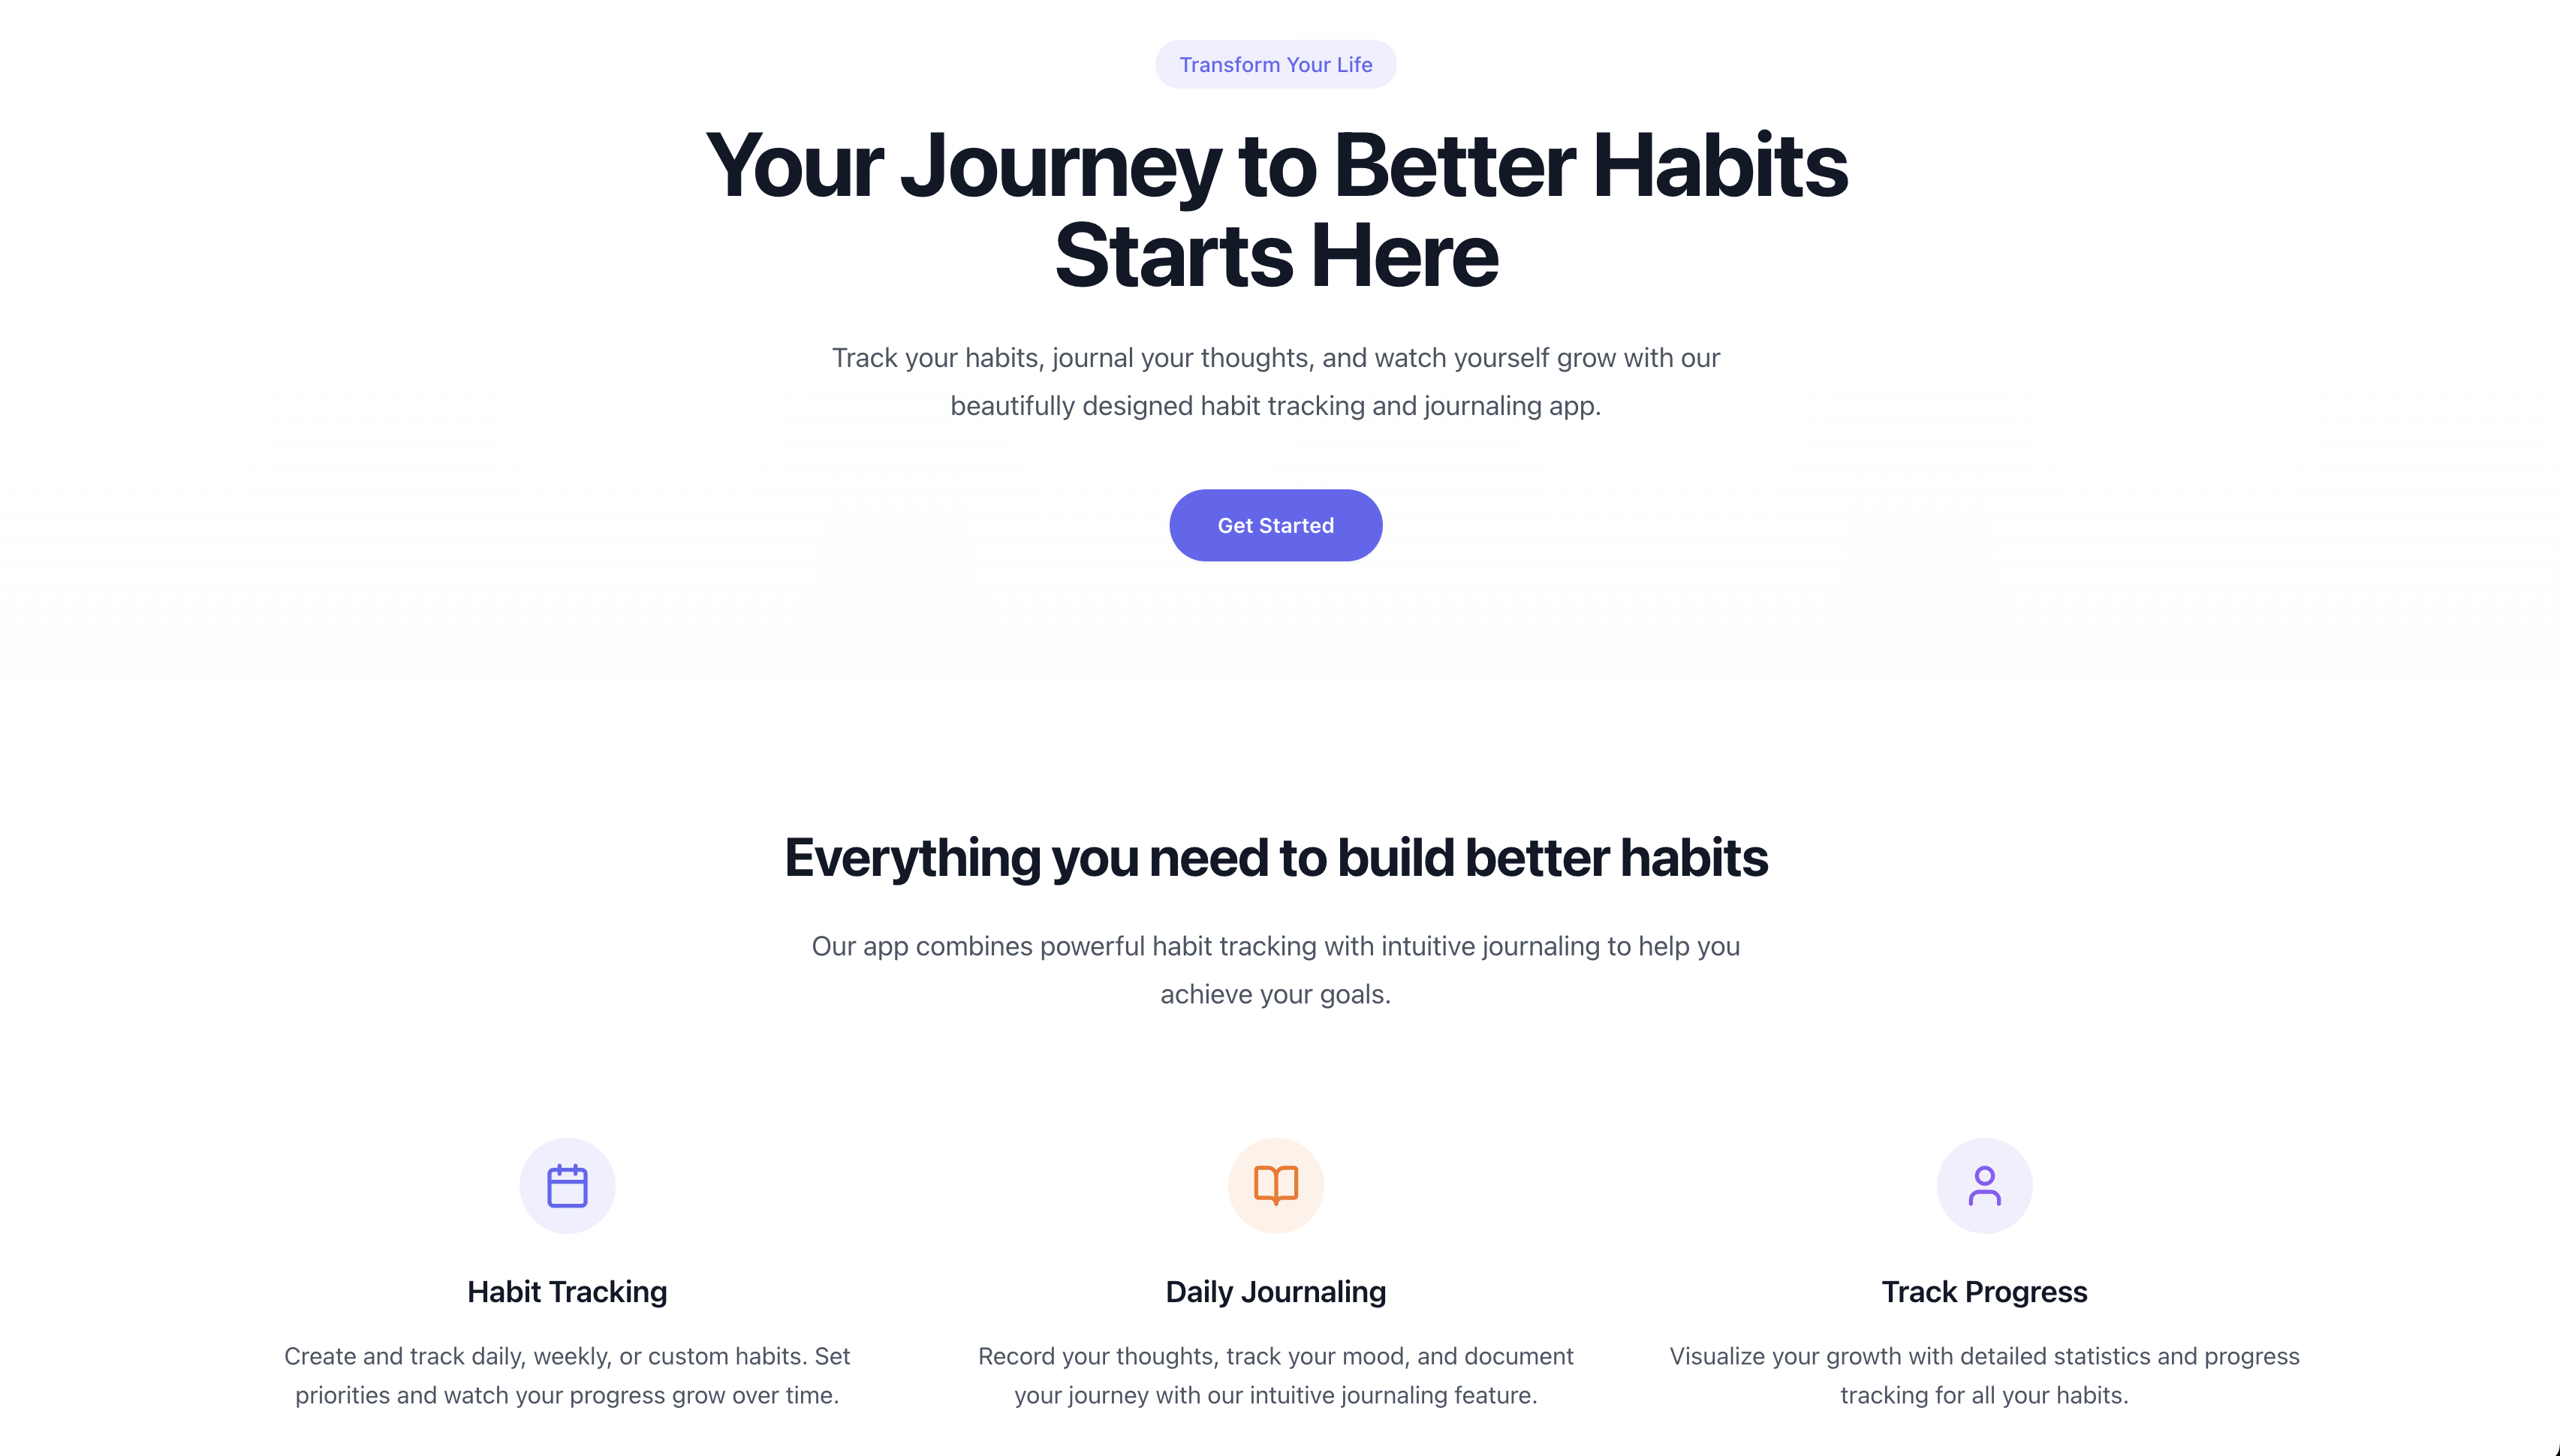 Transform Your Life
Your Journey to Better Habits
Starts Here
Track your habits, journal your thoughts, and watch yourself grow with our
beautifully designed habit tracking and journaling app.
Get Started
Everything you need to build better habits
Our app combines powerful habit tracking with intuitive journaling to help you
achieve your goals.
Habit Tracking
Create and track daily, weekly, or custom habits. Set
priorities and watch your progress grow over time.
Daily Journaling
Record your thoughts, track your mood, and document
your journey with our intuitive journaling feature.
Track Progress
Visualize your growth with detailed statistics and progress
tracking for all your habits.